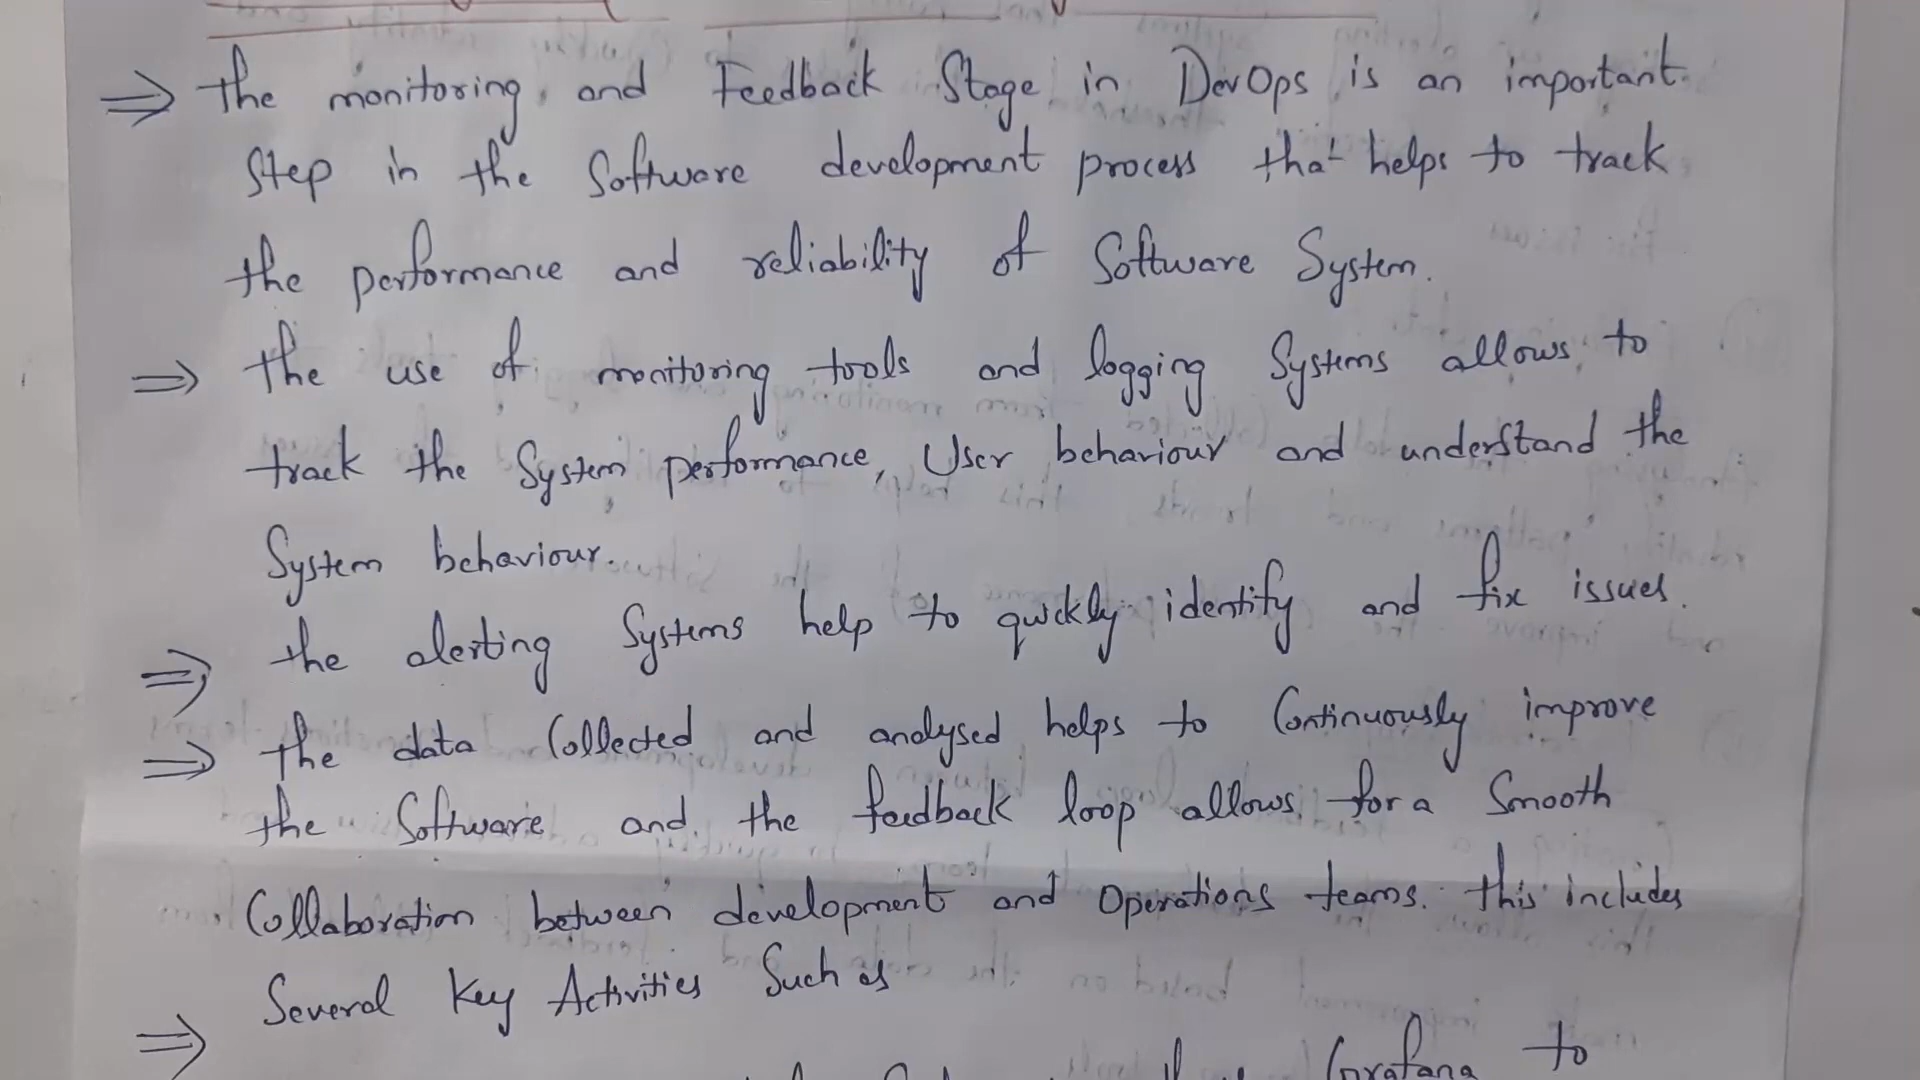 ⇒ the monitoring and Feedback Stage in DevOps is an important
Step in the Software development process that helps to track
the performance and reliability of Software System.
⇒ the use of monitoring tools and logging Systems allows to
track the System performance, User behaviour and understand the
System behaviour.
⇒ the alerting Systems help to quickly identify and fix issues.
⇒ the data Collected and analysed helps to Continuously improve
the Software and the feedback loop allows for a Smooth
Collaboration between development and Operations teams. this includes
Several Key Activities Such as
⇒
Grafana to